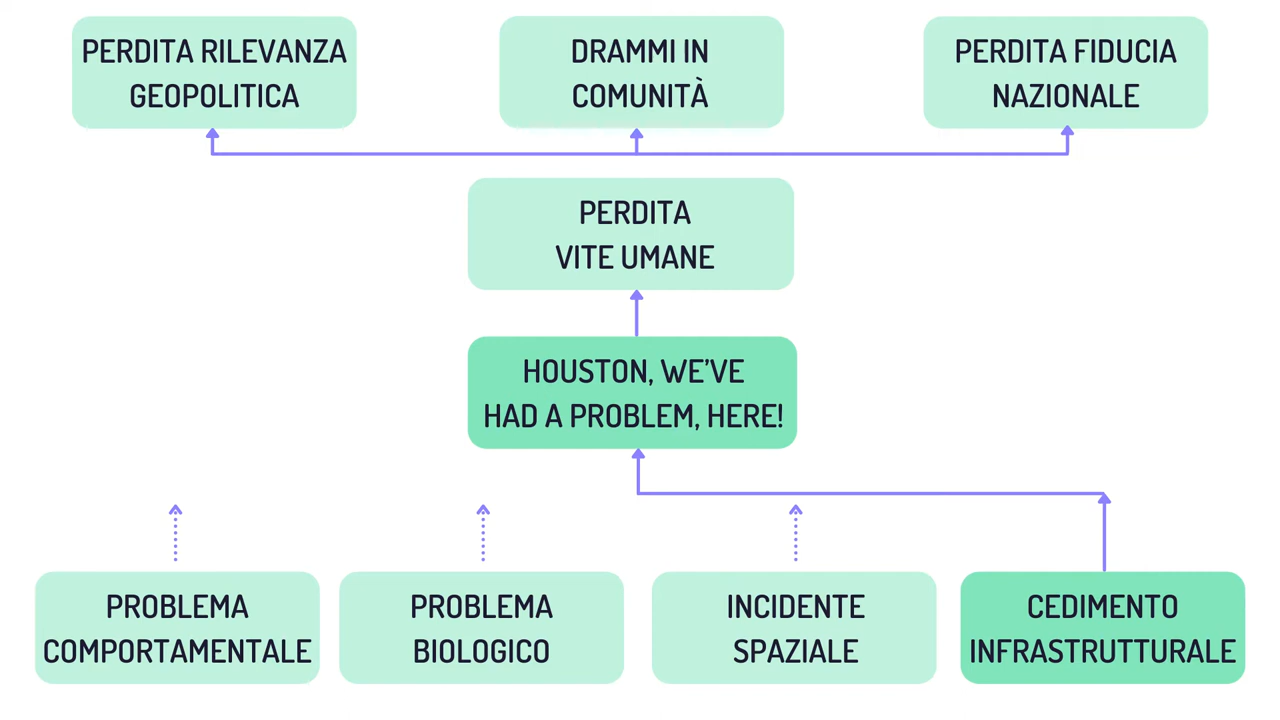 PERDITA RILEVANZA
GEOPOLITICA
DRAMMI IN
COMUNITÀ
PERDITA FIDUCIA
NAZIONALE
PERDITA
VITE UMANE
HOUSTON, WE'VE
HAD A PROBLEM, HERE!
PROBLEMA
COMPORTAMENTALE
PROBLEMA
BIOLOGICO
INCIDENTE
SPAZIALE
CEDIMENTO
INFRASTRUTTURALE